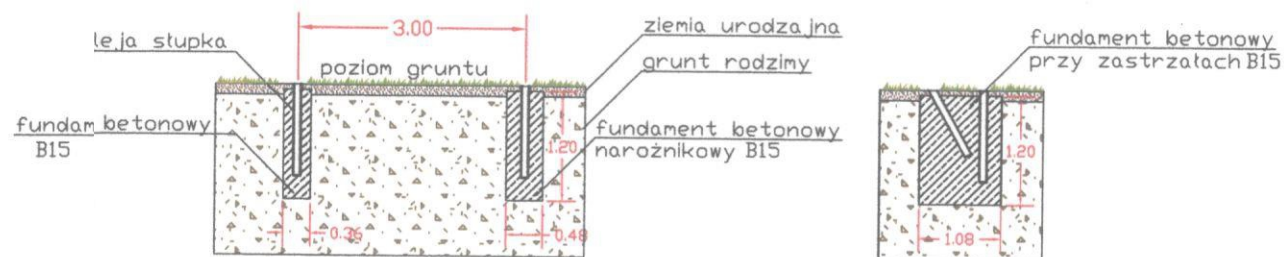 3.00
leja słupka
ziemia urodzajna
poziom gruntu
grunt rodzimy
fundam betonowy
B15
fundament betonowy
narożnikowy B15
1.20
0.36
0.48
fundament betonowy
przy zastrzałach B15
1.20
1.08